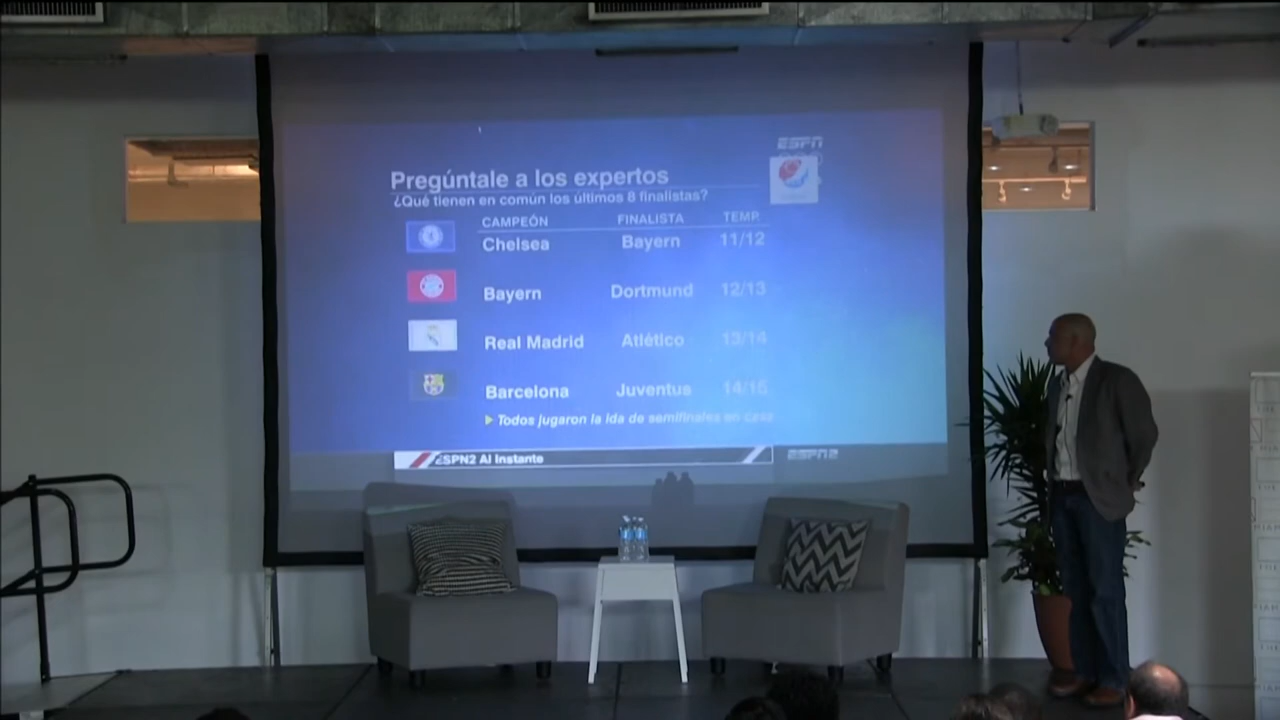 ESPN
Pregúntale a los expertos
¿Qué tienen en común los últimos 8 finalistas?
CAMPEÓN FINALISTA TEMP.
Chelsea Bayern 11/12
Bayern Dortmund 12/13
Real Madrid Atlético 13/14
Barcelona Juventus 14/15
Todos jugaron la ida de semifinales en casa
ESPN2 Al Instante
ESPN2